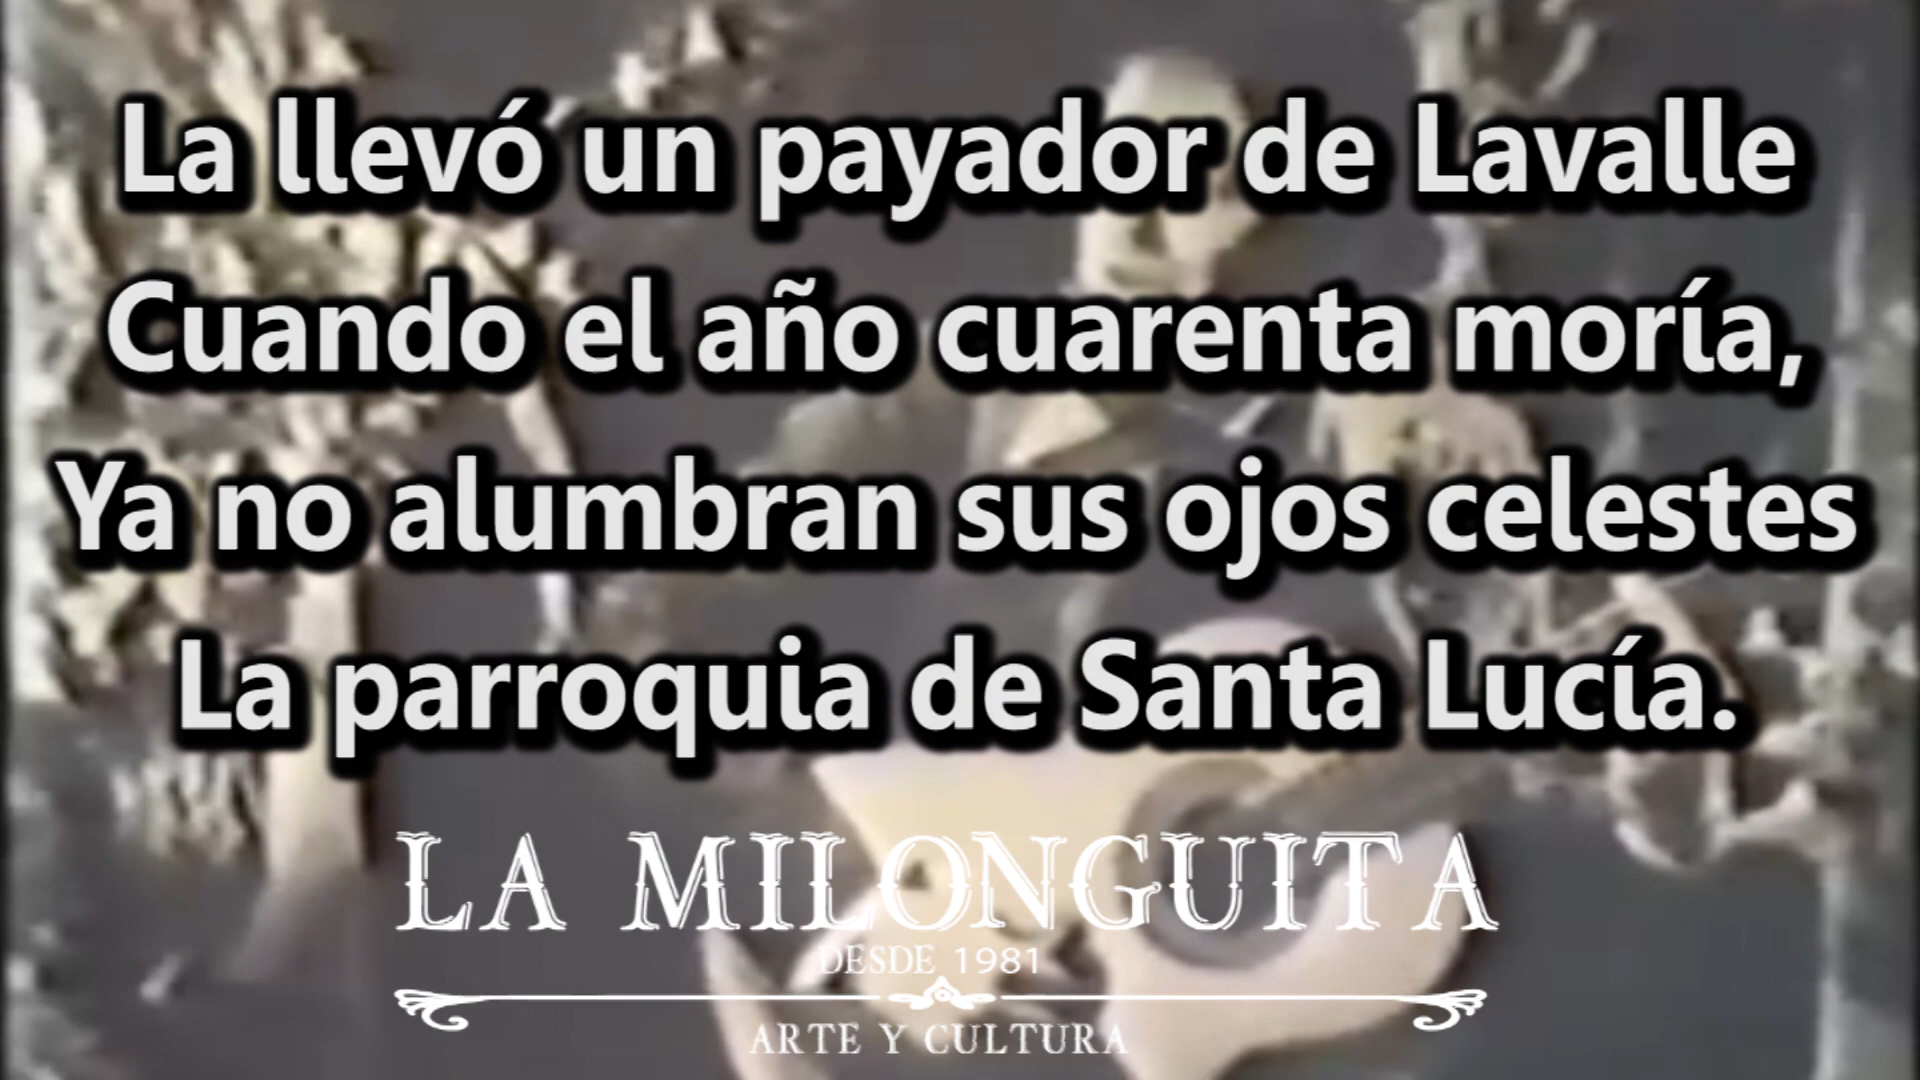 La llevó un payador de Lavalle
Cuando el año cuarenta moría,
Ya no alumbran sus ojos celestes
La parroquia de Santa Lucía.
LA MILONGUITA
DESDE 1981
ARTE Y CULTURA